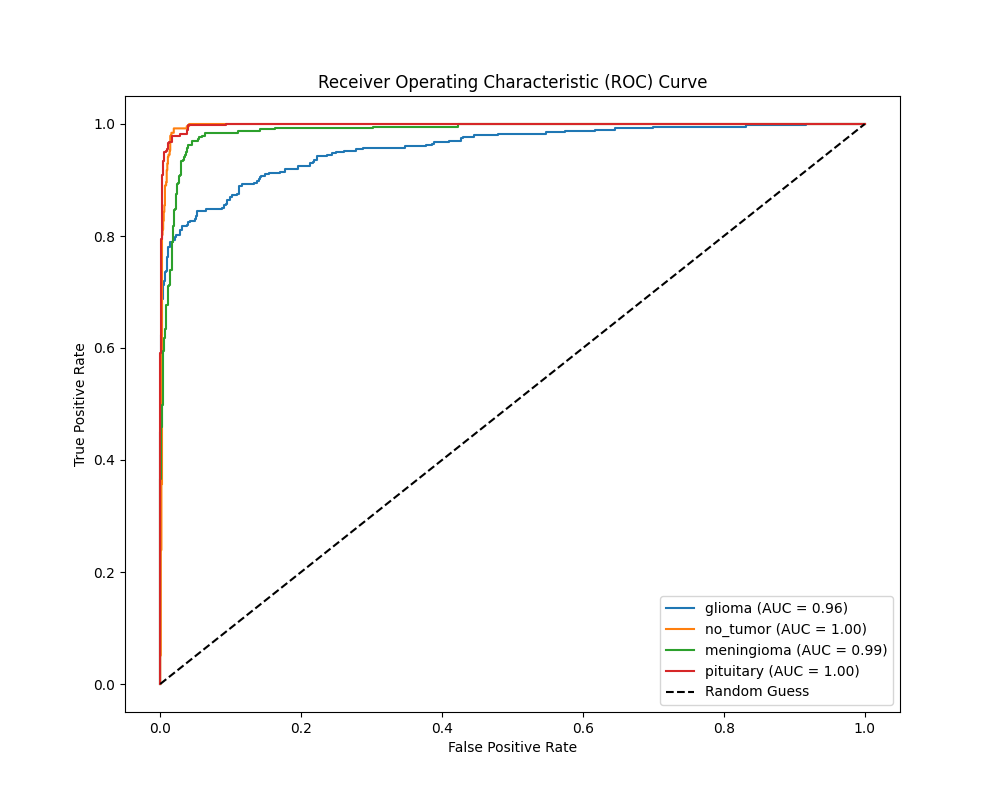 Receiver Operating Characteristic (ROC) Curve
True Positive Rate
1.0
0.8
0.6
0.4
0.2
0.0
0.0 0.2 0.4 0.6 0.8 1.0
False Positive Rate
glioma (AUC = 0.96)
no_tumor (AUC = 1.00)
meningioma (AUC = 0.99)
pituitary (AUC = 1.00)
Random Guess